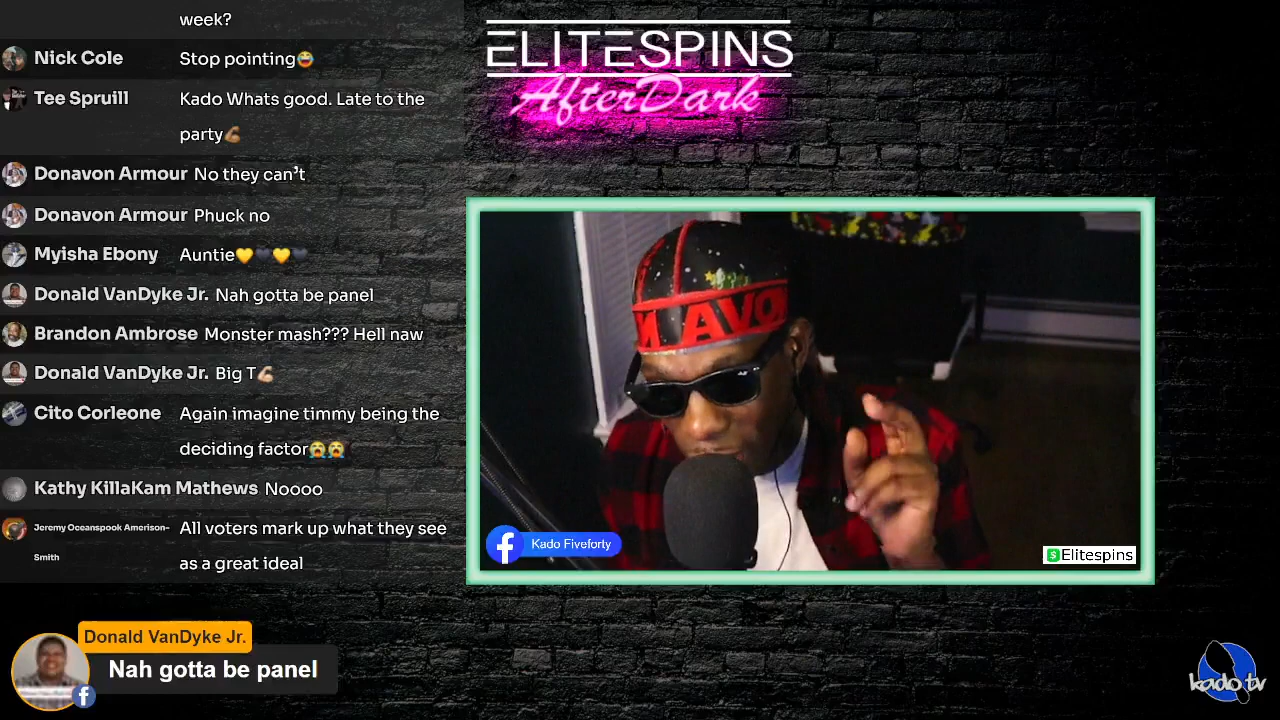 week?
Nick Cole Stop pointing😂
Tea Spruill Kado Whats good. Late to the
party💪🏽
Donavon Armour No they can't
Donavon Armour Phuck no
Myisha Ebony Auntie💛🖤💛🖤
Donald VanDyke Jr. Nah gotta be panel
Brandon Ambrose Monster mash??? Hell naw
Donald VanDyke Jr. Big T💪🏼
Cito Corleone Again imagine timmy being the
deciding factor😭😭
Kathy KillaKam Mathews Noooo
Jeremy Oceanspook Amerison- All voters mark up what they see
Smith as a great ideal
Donald VanDyke Jr.
Nah gotta be panel
ELITESPINS
AfterDark
M AVO
Kado Fiveforty
Elitespins
kado tv